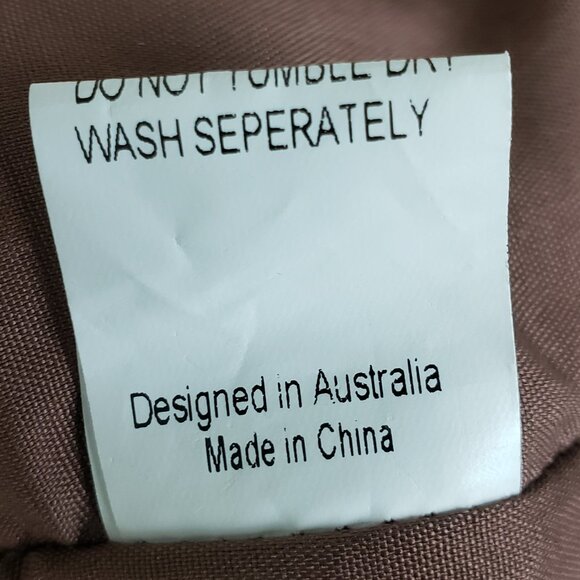 DO NOT TUMBLE DRY
WASH SEPERATELY
Designed in Australia
Made in China